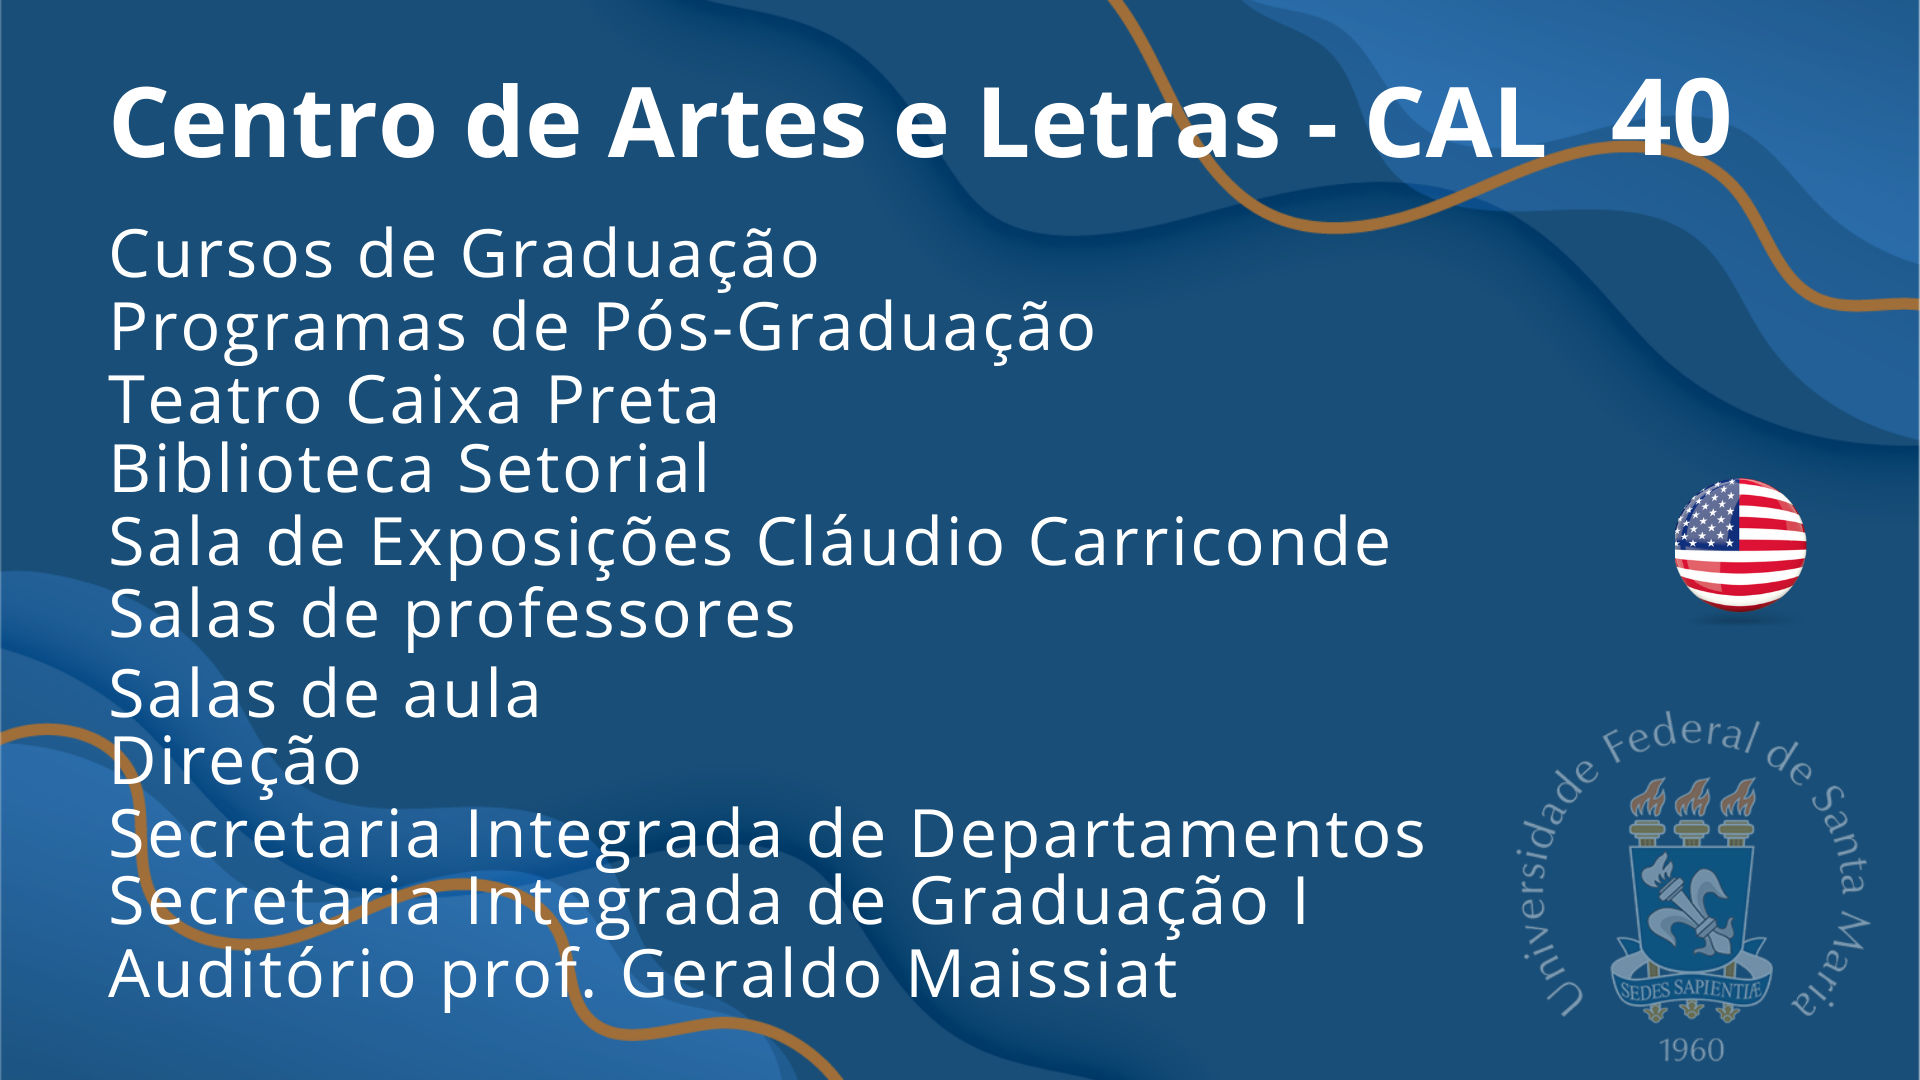 Centro de Artes e Letras - CAL 40
Cursos de Graduação
Programas de Pós-Graduação
Teatro Caixa Preta
Biblioteca Setorial
Sala de Exposições Cláudio Carriconde
Salas de professores
Salas de aula
Direção
Secretaria Integrada de Departamentos
Secretaria Integrada de Graduação I
Auditório prof. Geraldo Maissiat
Universidade Federal de Santa Maria
SEDES SAPIENTIÆ
1960